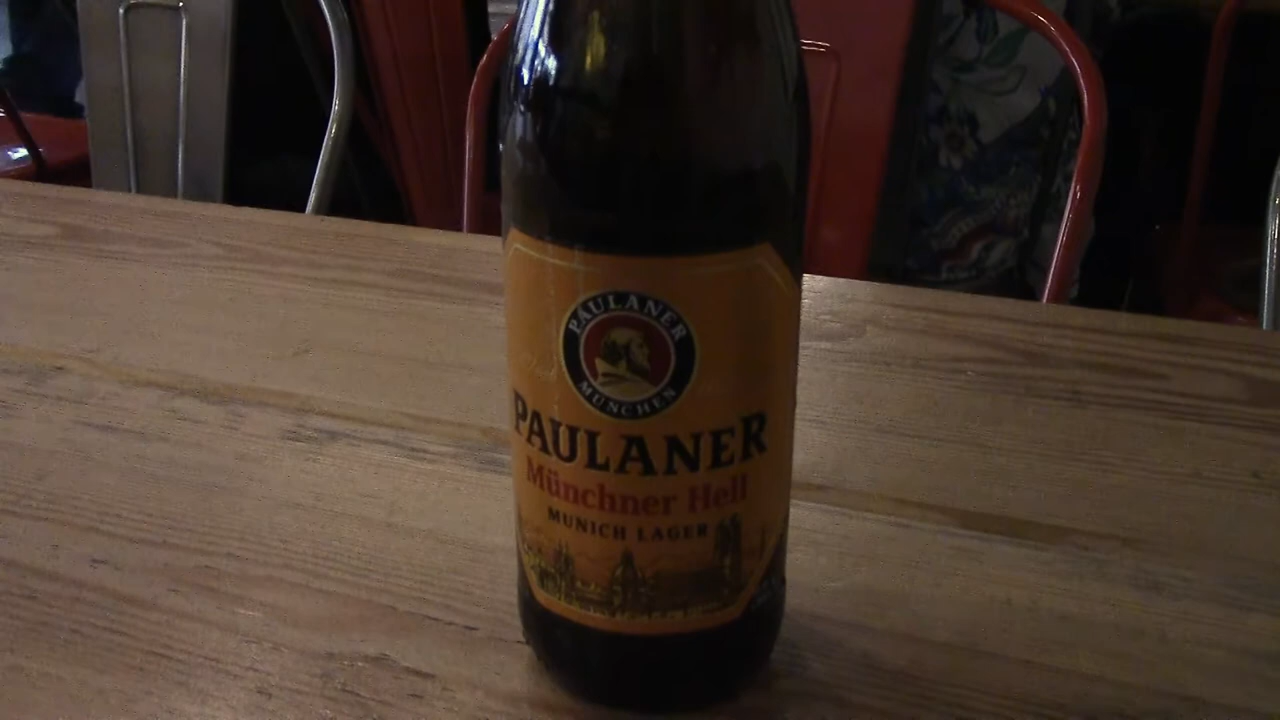 PAULANER
MÜNCHEN
PAULANER
Münchner Hell
MUNICH LAGER